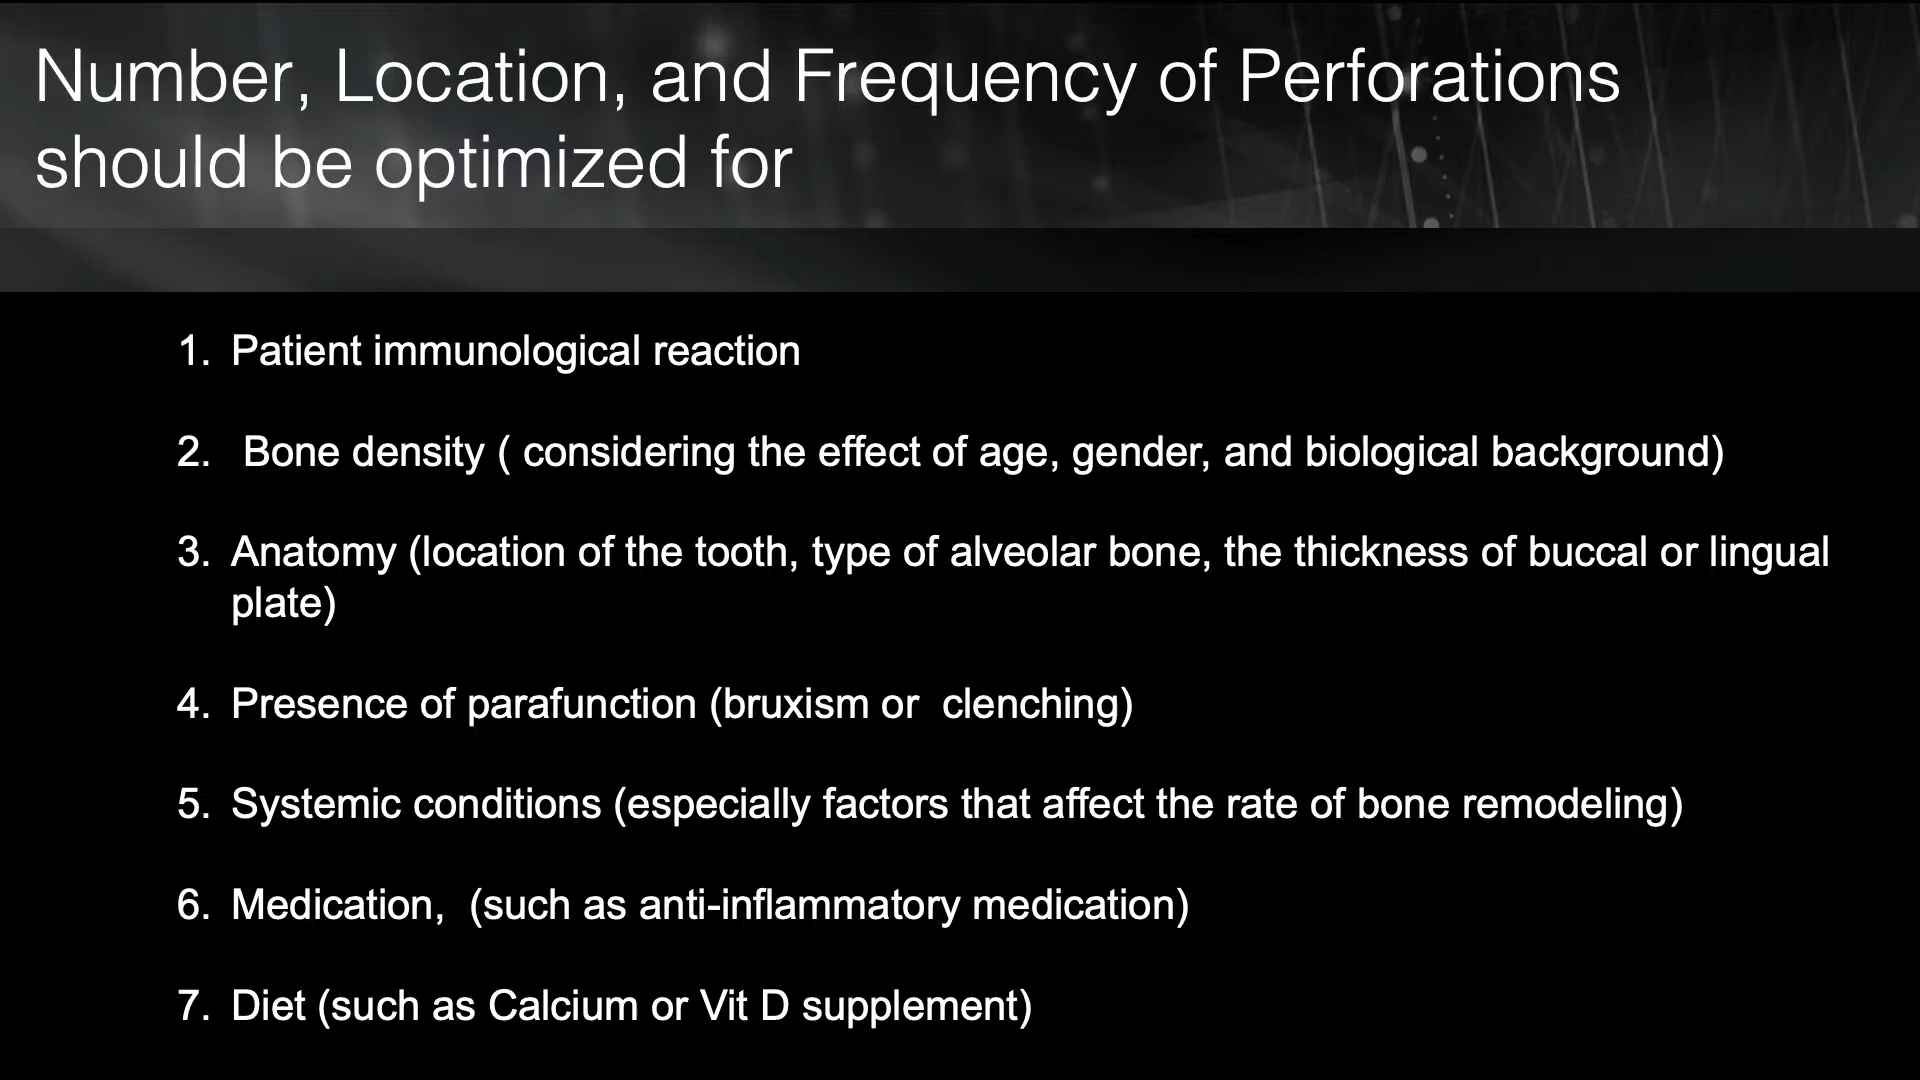 Number, Location, and Frequency of Perforations
should be optimized for
1. Patient immunological reaction
2.  Bone density ( considering the effect of age, gender, and biological background)
3. Anatomy (location of the tooth, type of alveolar bone, the thickness of buccal or lingual
plate)
4. Presence of parafunction (bruxism or  clenching)
5. Systemic conditions (especially factors that affect the rate of bone remodeling)
6. Medication,  (such as anti-inflammatory medication)
7. Diet (such as Calcium or Vit D supplement)